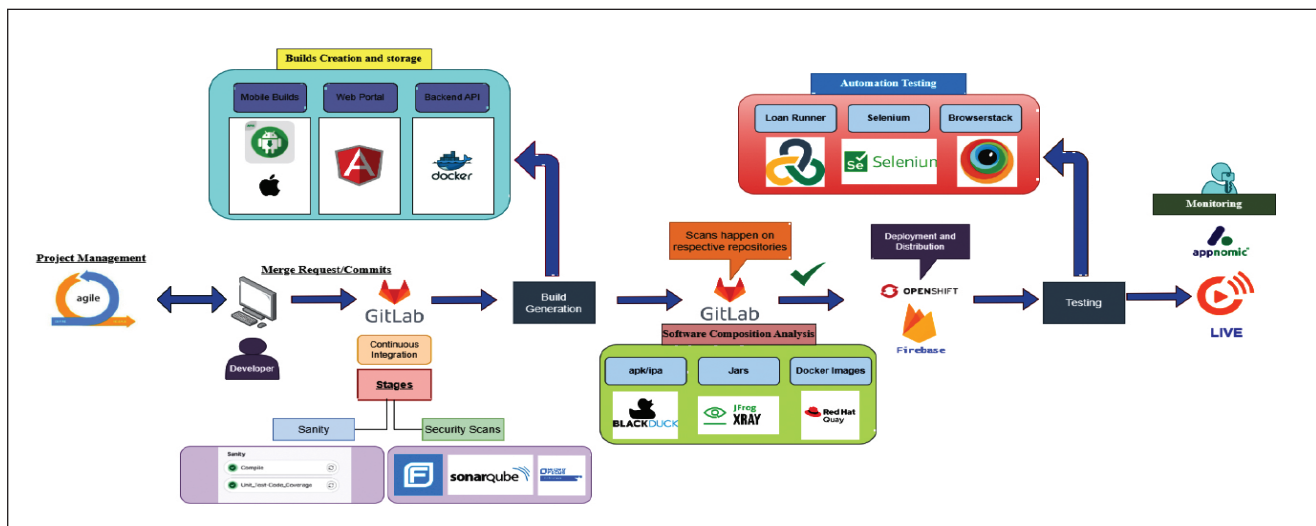 Builds Creation and storage
Mobile Builds
Web Portal
Backend API
docker
Automation Testing
Loan Runner
Selenium
Browserstack
Se Seleniun
Monitoring
appnomic
Scans happen on
respective repositories
Deployment and
Distribution
Project Management
agile
Merge Request/Commits
GitLab
Build
Generation
GitLab
OPENSHIFT
Firebase
Testing
LIVE
Developer
Continuous
Integration
Stages
Sanity
Security Scans
Sanity
Compile
Unit_Test-Code_Coverage
F
sonarqube
Software Composition Analysis
apk/ipa
Jars
Docker Images
BLACKDUCK
JFrog
XRAY
Red Hat
Quay